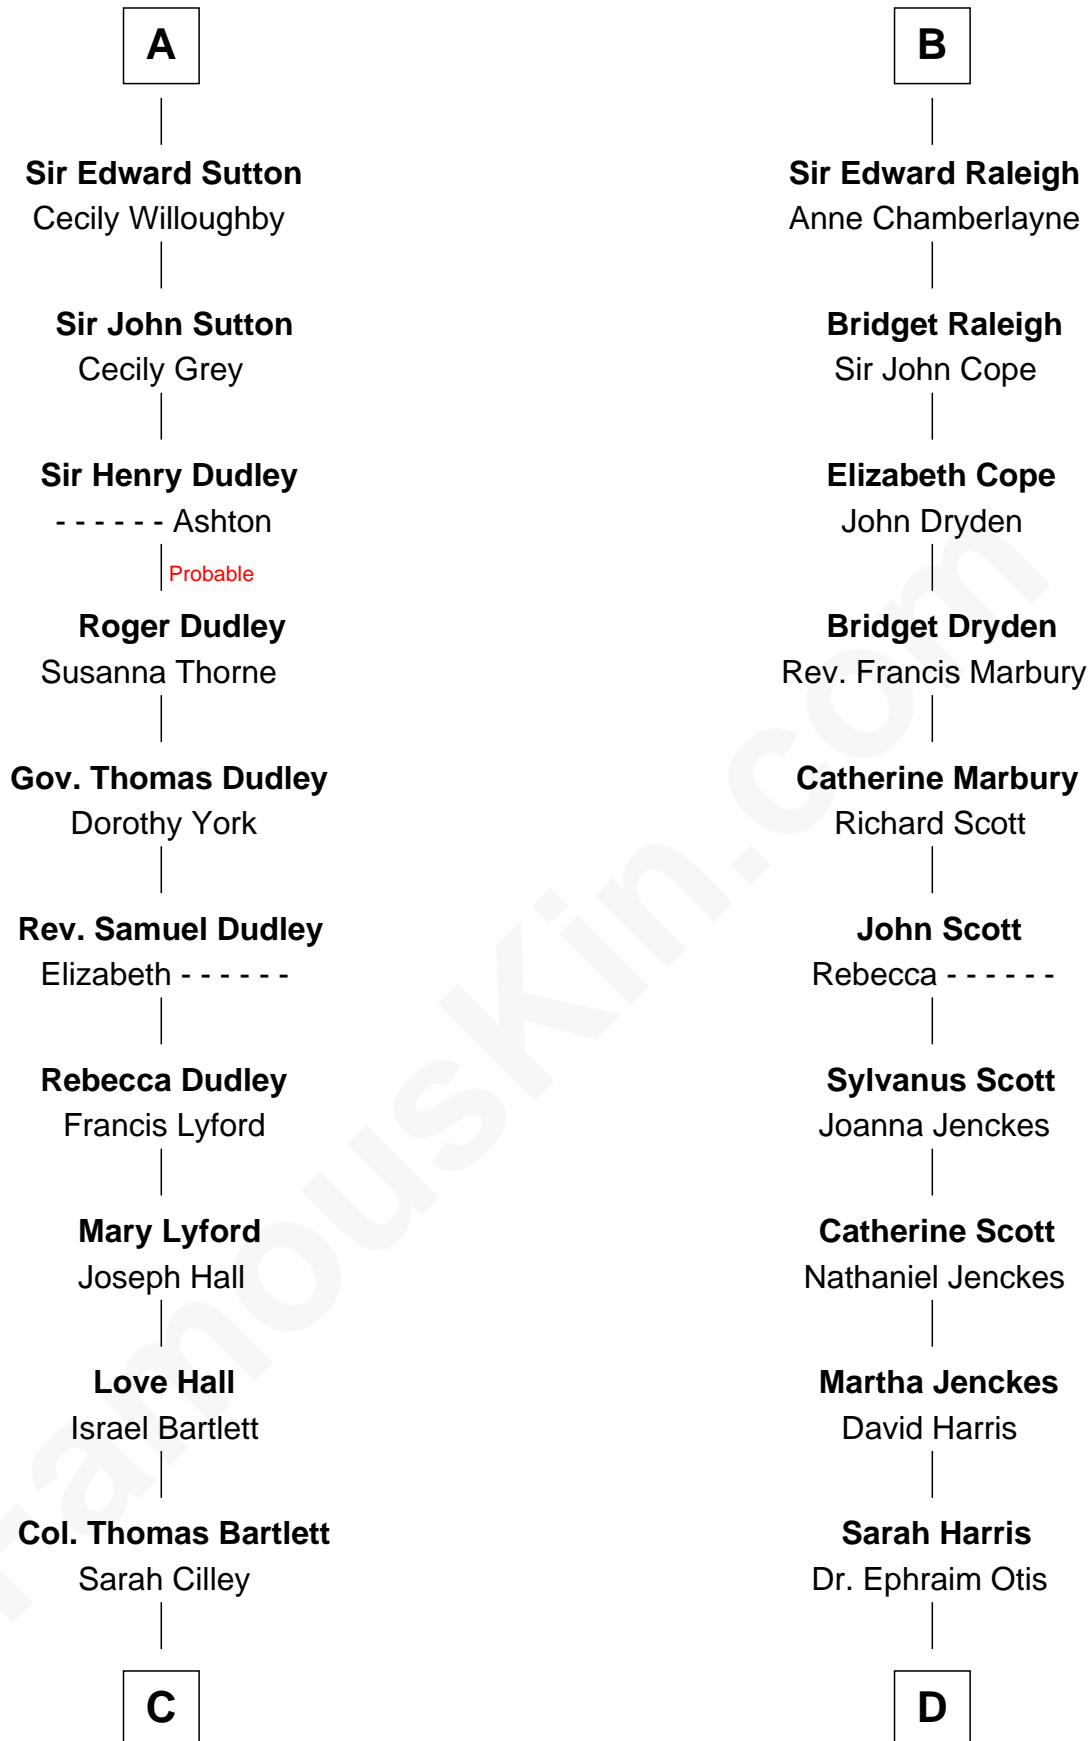 A
Sir Edward Sutton
Cecily Willoughby
Sir John Sutton
Cecily Grey
Sir Henry Dudley
- - - - - - Ashton
Probable
Roger Dudley
Susanna Thorne
Gov. Thomas Dudley
Dorothy York
Rev. Samuel Dudley
Elizabeth - - - - - -
Rebecca Dudley
Francis Lyford
Mary Lyford
Joseph Hall
Love Hall
Israel Bartlett
Col. Thomas Bartlett
Sarah Cilley
C
B
Sir Edward Raleigh
Anne Chamberlayne
Bridget Raleigh
Sir John Cope
Elizabeth Cope
John Dryden
Bridget Dryden
Rev. Francis Marbury
Catherine Marbury
Richard Scott
John Scott
Rebecca - - - - - -
Sylvanus Scott
Joanna Jenckes
Catherine Scott
Nathaniel Jenckes
Martha Jenckes
David Harris
Sarah Harris
Dr. Ephraim Otis
D
FamousKin.com